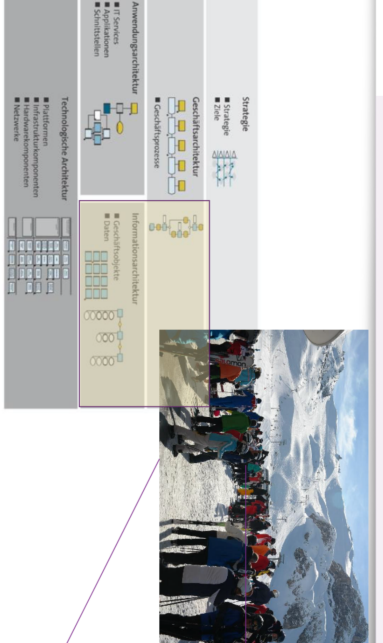 Strategie
■ Strategie
■ Ziele
Geschäftsarchitektur
■ Geschäftsprozesse
Anwendungsarchitektur
■ IT Services
■ Applikationen
■ Schnittstellen
Informationsarchitektur
■ Geschäftsobjekte
■ Daten
Technologische Architektur
■ Plattformen
■ Infrastrukturkomponenten
■ Hardwarekomponenten
■ Netzwerke